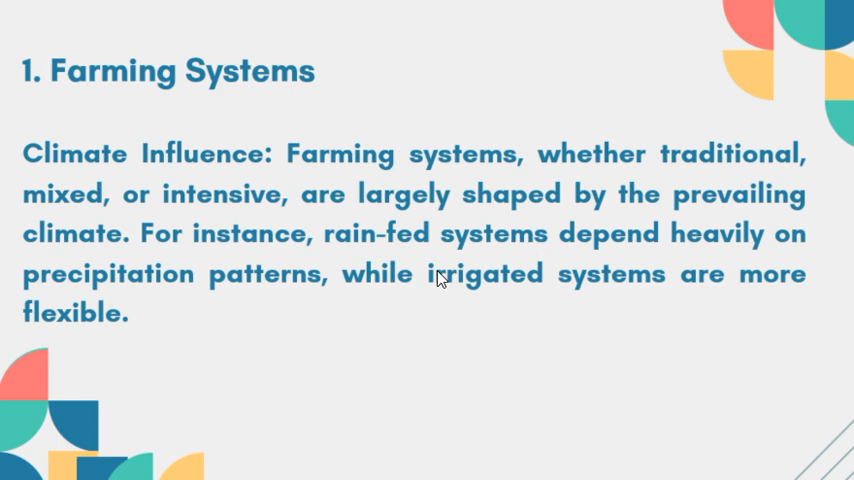 1. Farming Systems
Climate Influence: Farming systems, whether traditional,
mixed, or intensive, are largely shaped by the prevailing
climate. For instance, rain-fed systems depend heavily on
precipitation patterns, while irrigated systems are more
flexible.